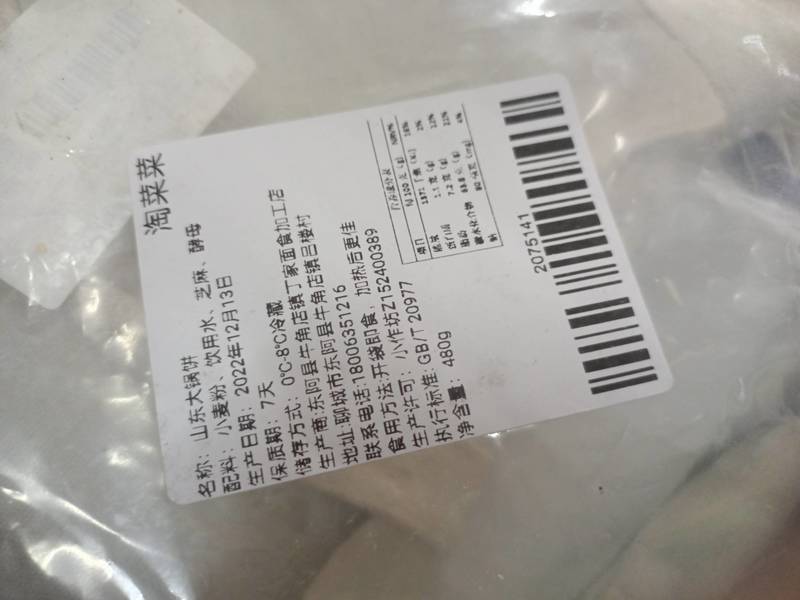 淘菜菜
名称：山东大锅饼
配料：小麦粉、饮用水、芝麻、酵母
生产日期：2022年12月13日
保质期：7天
储存方式：0℃-8℃冷藏
生产商:东阿县牛角店镇丁家面食加工店
地址:聊城市东阿县牛角店镇吕楼村
联系电话:18006351216
食用方法:开袋即食，加热后更佳
生产许可：小作坊Z152400389
执行标准:GB/T 20977
净含量：480g
2075141